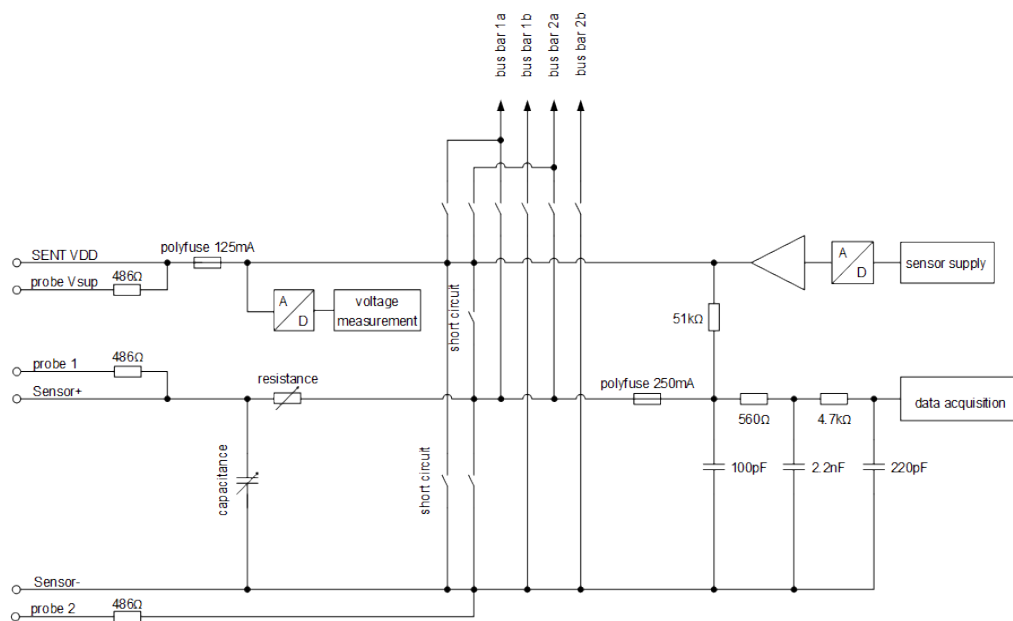 bus bar 1a
bus bar 1b
bus bar 2a
bus bar 2b
SENT VDD
polyfuse 125mA
probe Vsup
486Ω
A
D
voltage
measurement
short circuit
A
D
sensor supply
51kΩ
probe 1
486Ω
Sensor+
resistance
polyfuse 250mA
560Ω
4.7kΩ
data acquisition
capacitance
short circuit
100pF
2.2nF
220pF
Sensor-
probe 2
486Ω